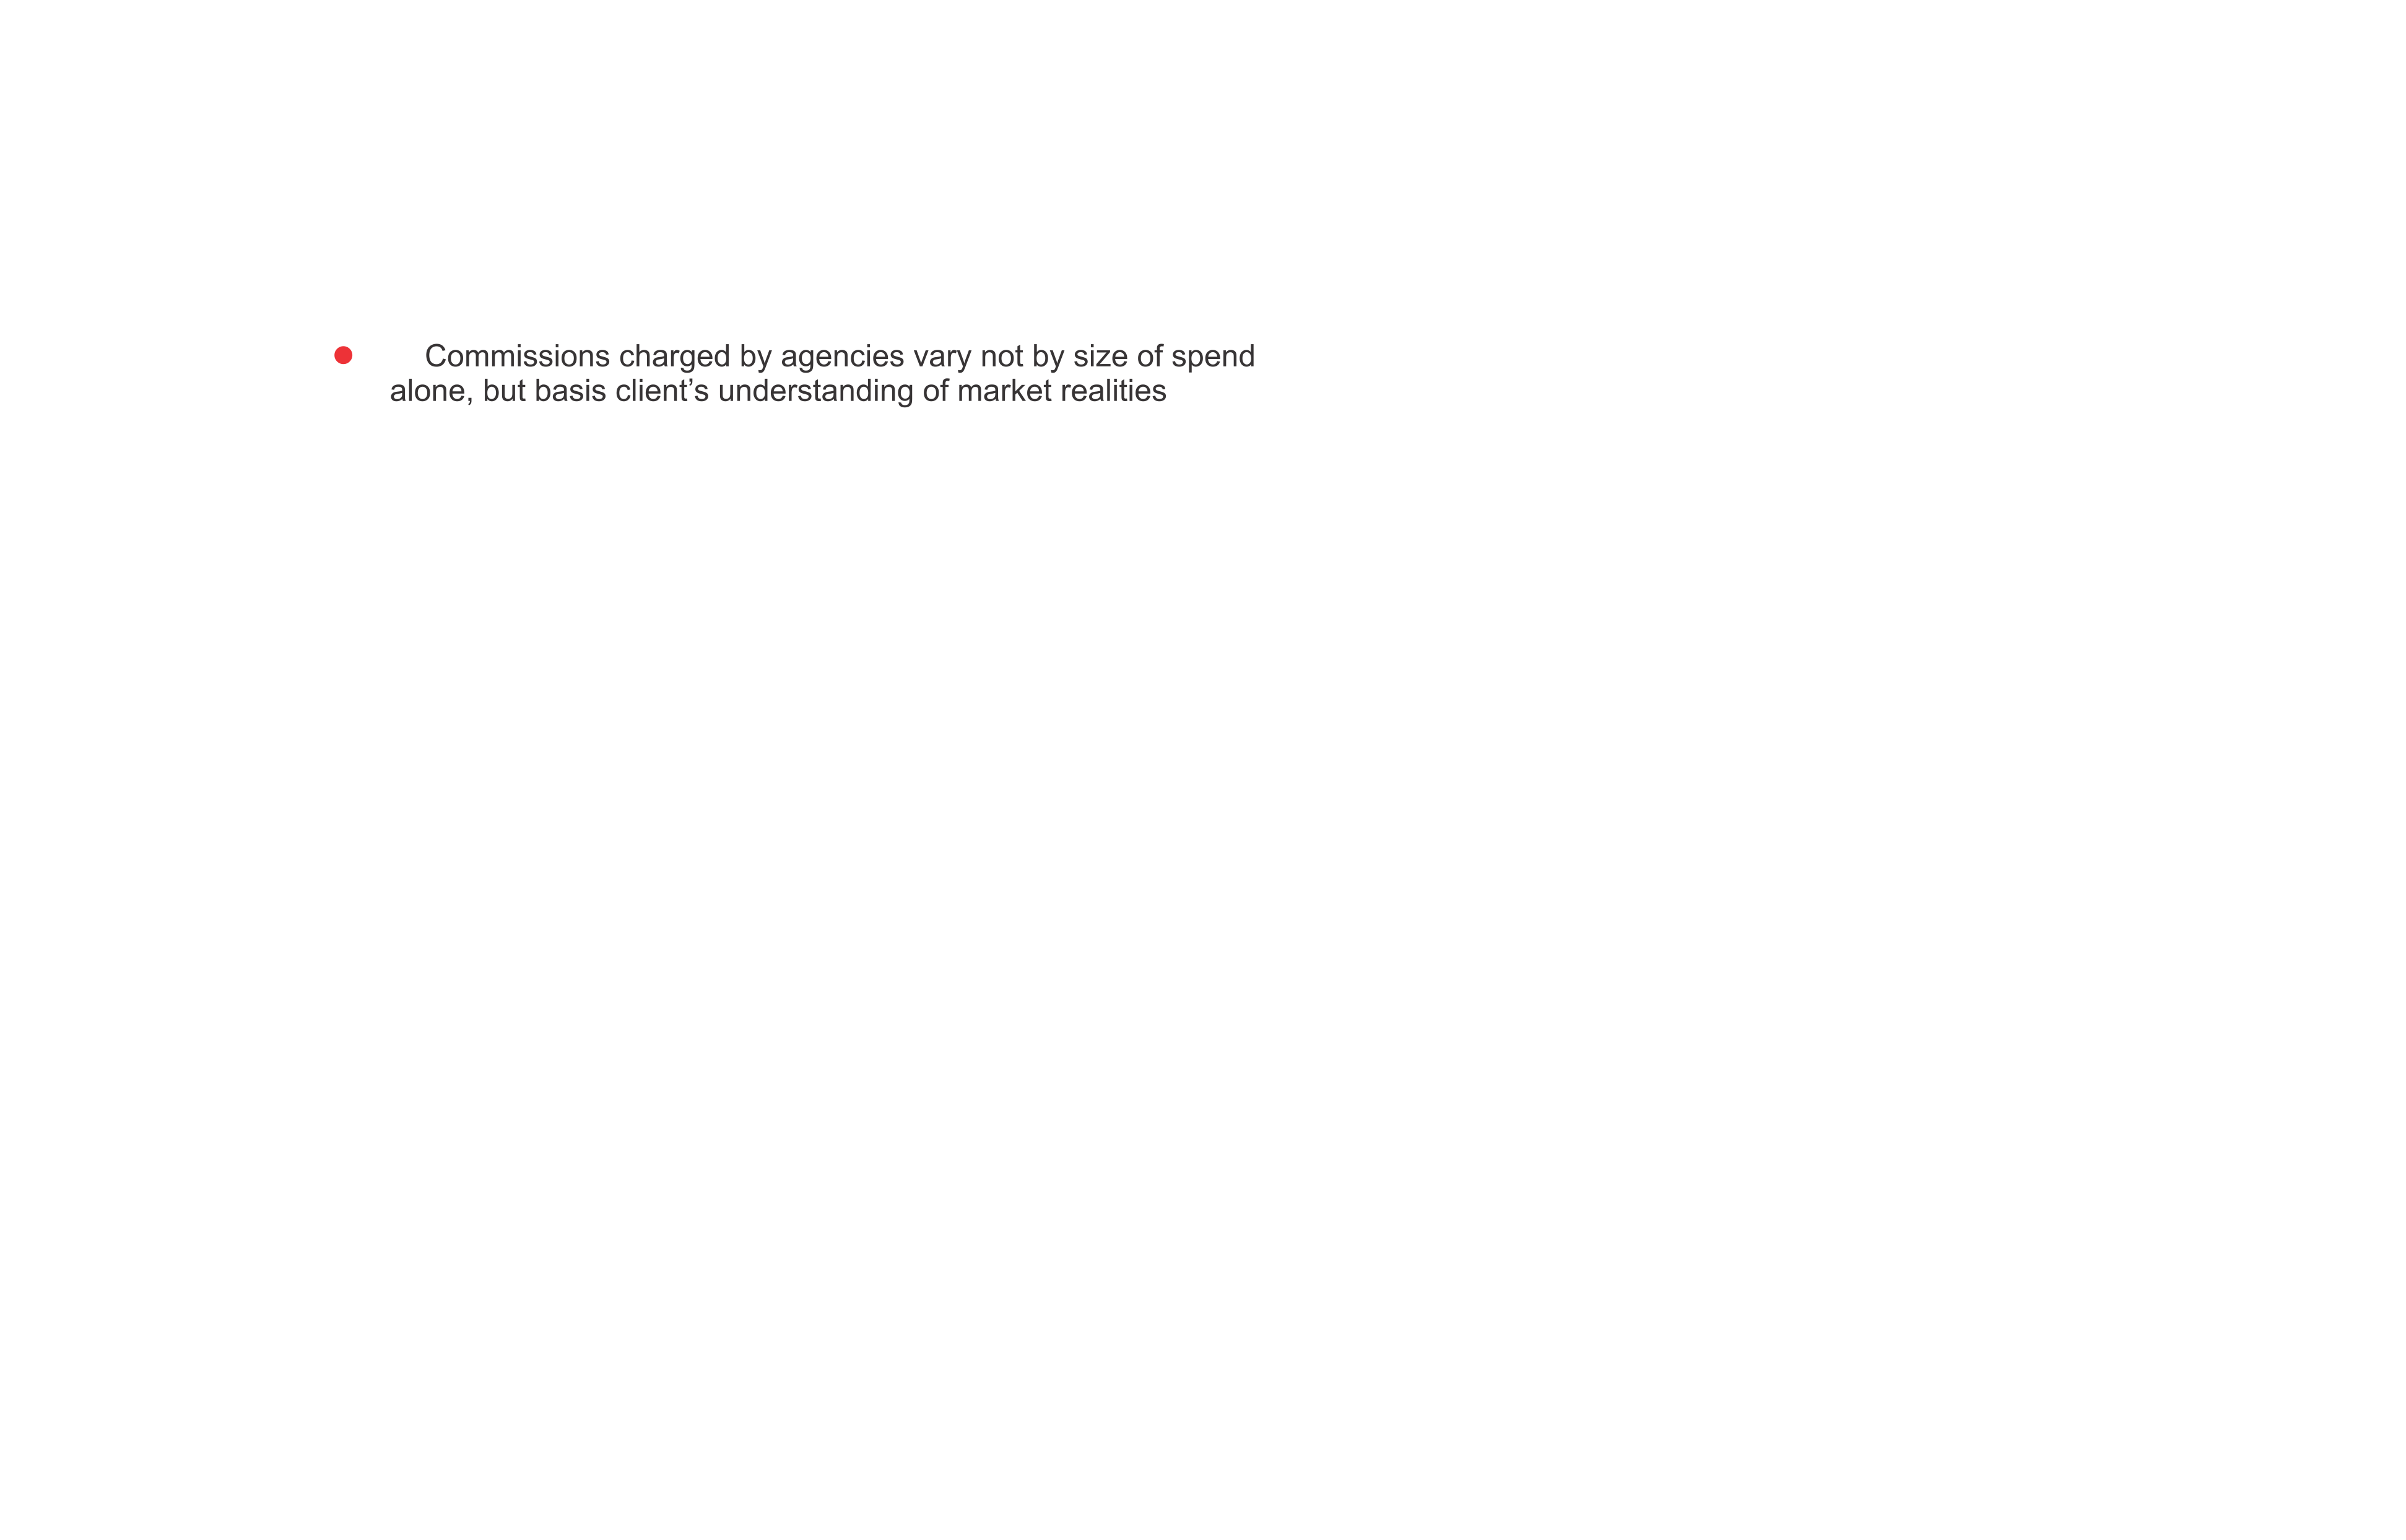 Commissions charged by agencies vary not by size of spend
alone, but basis client’s understanding of market realities